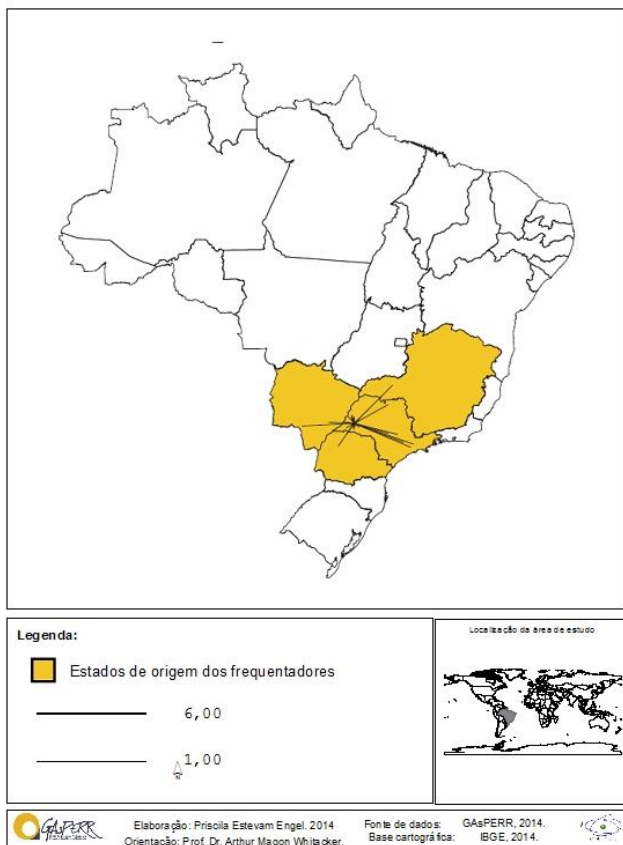 Legenda:
Localização da área de estudo
Estados de origem dos frequentadores
6,00
1,00
GAsPERR
Elaboração: Priscila Estevam Engel. 2014
Orientação: Prof. Dr. Arthur Magon Whitacker.
Fonte de dados: GAsPERR, 2014.
Base cartográfica: IBGE, 2014.